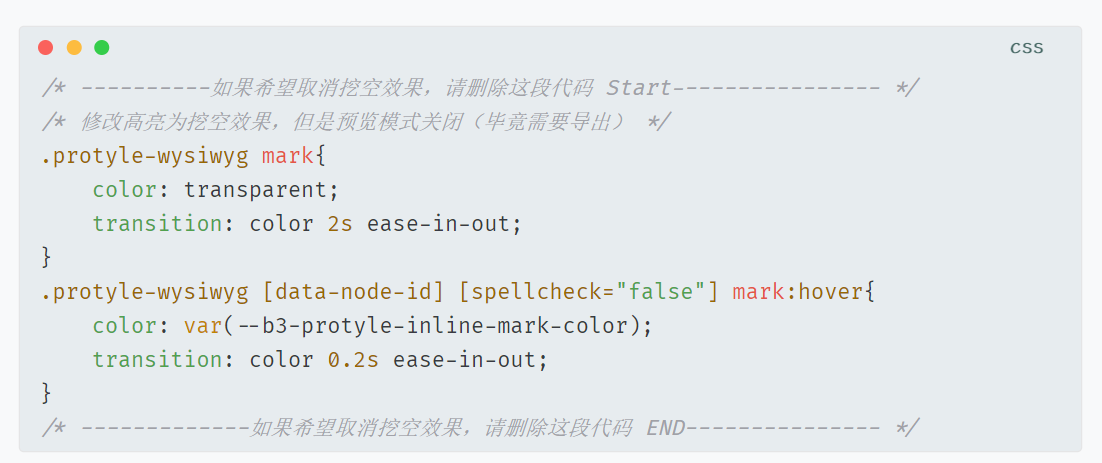 css
/* ----------如果希望取消挖空效果，请删除这段代码 Start---------------- */
/* 修改高亮为挖空效果，但是预览模式关闭（毕竟需要导出） */
.protyle-wysiwyg mark{
    color: transparent;
    transition: color 2s ease-in-out;
}
.protyle-wysiwyg [data-node-id] [spellcheck="false"] mark:hover{
    color: var(--b3-protyle-inline-mark-color);
    transition: color 0.2s ease-in-out;
}
/* -------------如果希望取消挖空效果，请删除这段代码 END--------------- */